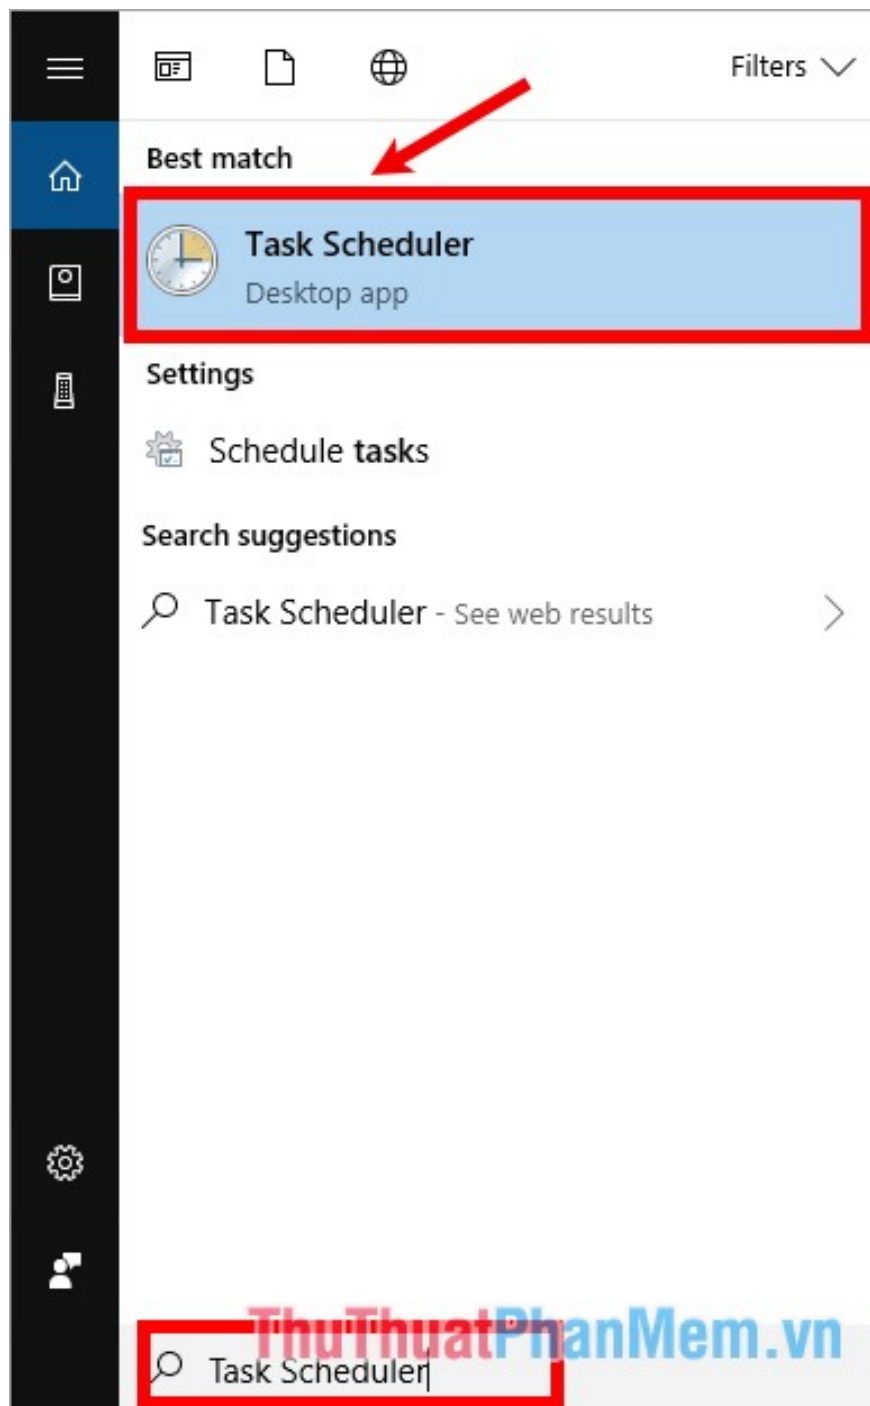 Filters
Best match
Task Scheduler
Desktop app
Settings
Schedule tasks
Search suggestions
Task Scheduler - See web results
ThuThuatPhanMem.vn
Task Scheduler